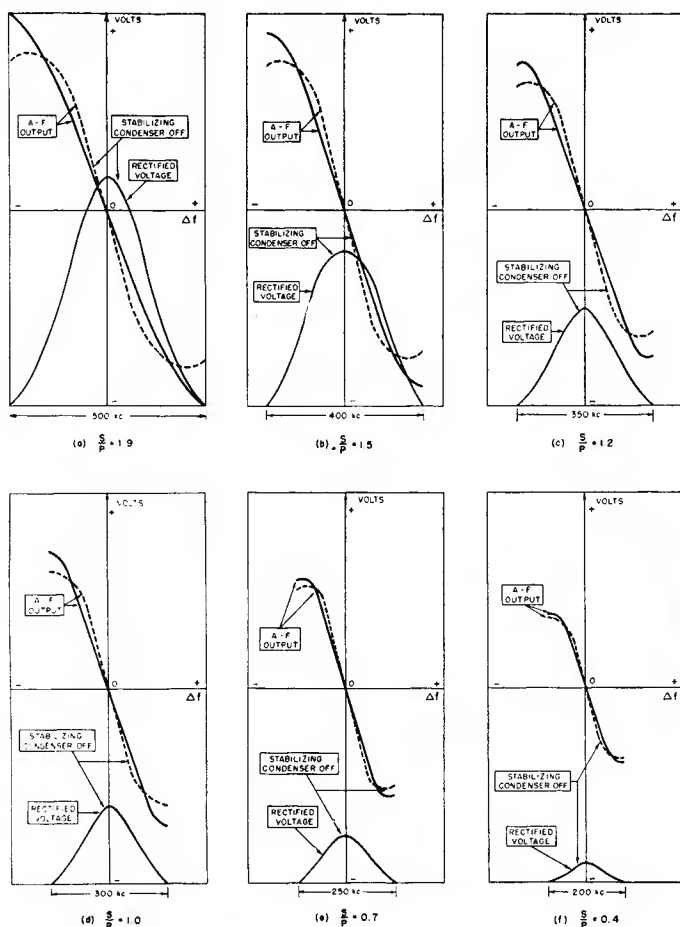 VOLTS
+
A-F
OUTPUT
STABILIZING
CONDENSER OFF
RECTIFIED
VOLTAGE
- O +
Δf
-
500 kc
(a) S/P = 1.9
VOLTS
+
A-F
OUTPUT
- O +
Δf
STABILIZING
CONDENSER OFF
RECTIFIED
VOLTAGE
-
400 kc
(b) S/P = 1.5
VOLTS
+
A-F
OUTPUT
- O +
Δf
STABILIZING
CONDENSER OFF
RECTIFIED
VOLTAGE
-
350 kc
(c) S/P = 1.2
VOLTS
+
A-F
OUTPUT
- O +
Δf
STABILIZING
CONDENSER OFF
RECTIFIED
VOLTAGE
-
300 kc
(d) S/P = 1.0
VOLTS
+
A-F
OUTPUT
- O +
Δf
STABILIZING
CONDENSER OFF
RECTIFIED
VOLTAGE
-
250 kc
(e) S/P = 0.7
VOLTS
+
A-F
OUTPUT
- O +
Δf
STABILIZING
CONDENSER OFF
RECTIFIED
VOLTAGE
-
200 kc
(f) S/P = 0.4